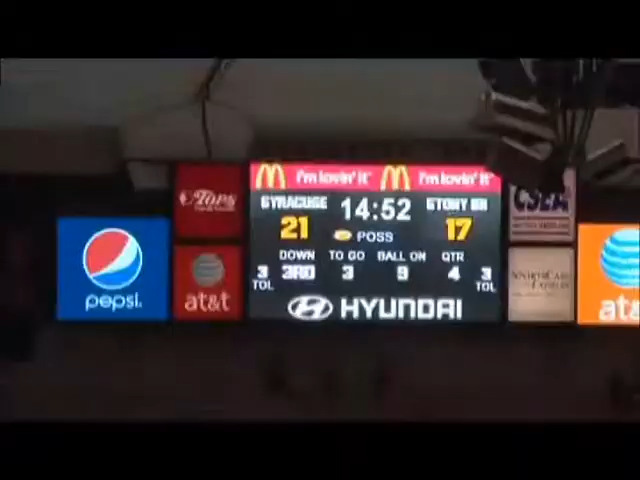 i'm lovin' it i'm lovin' it
SYRACUSE 14:52 STONY BR
21 POSS 17
DOWN TO GO BALL ON QTR
3 3RD 3 9 4 3
TOL TOL
HYUNDAI
Tops
CSEA
pepsi.
at&t
at&